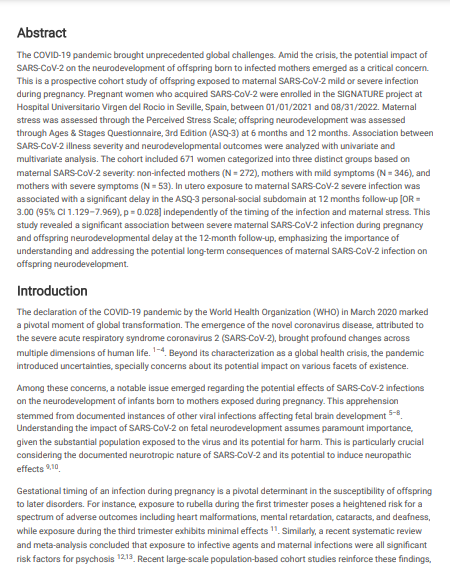 Abstract
The COVID-19 pandemic brought unprecedented global challenges. Amid the crisis, the potential impact of
SARS-CoV-2 on the neurodevelopment of offspring born to infected mothers emerged as a critical concern.
This is a prospective cohort study of offspring exposed to maternal SARS-CoV-2 mild or severe infection
during pregnancy. Pregnant women who acquired SARS-CoV-2 were enrolled in the SIGNATURE project at
Hospital Universitario Virgen del Rocio in Seville, Spain, between 01/01/2021 and 08/31/2022. Maternal
stress was assessed through the Perceived Stress Scale; offspring neurodevelopment was assessed
through Ages & Stages Questionnaire, 3rd Edition (ASQ-3) at 6 months and 12 months. Association between
SARS-CoV-2 illness severity and neurodevelopmental outcomes were analyzed with univariate and
multivariate analysis. The cohort included 671 women categorized into three distinct groups based on
maternal SARS-CoV-2 severity: non-infected mothers (N = 272), mothers with mild symptoms (N = 346), and
mothers with severe symptoms (N = 53). In utero exposure to maternal SARS-CoV-2 severe infection was
associated with a significant delay in the ASQ-3 personal-social subdomain at 12 months follow-up [OR =
3.00 (95% CI 1.129–7.969), p = 0.028] independently of the timing of the infection and maternal stress. This
study revealed a significant association between severe maternal SARS-CoV-2 infection during pregnancy
and offspring neurodevelopmental delay at the 12-month follow-up, emphasizing the importance of
understanding and addressing the potential long-term consequences of maternal SARS-CoV-2 infection on
offspring neurodevelopment.
Introduction
The declaration of the COVID-19 pandemic by the World Health Organization (WHO) in March 2020 marked
a pivotal moment of global transformation. The emergence of the novel coronavirus disease, attributed to
the severe acute respiratory syndrome coronavirus 2 (SARS-CoV-2), brought profound changes across
multiple dimensions of human life. 1–4. Beyond its characterization as a global health crisis, the pandemic
introduced uncertainties, specially concerns about its potential impact on various facets of existence.
Among these concerns, a notable issue emerged regarding the potential effects of SARS-CoV-2 infections
on the neurodevelopment of infants born to mothers exposed during pregnancy. This apprehension
stemmed from documented instances of other viral infections affecting fetal brain development 5–8.
Understanding the impact of SARS-CoV-2 on fetal neurodevelopment assumes paramount importance,
given the substantial population exposed to the virus and its potential for harm. This is particularly crucial
considering the documented neurotropic nature of SARS-CoV-2 and its potential to induce neuropathic
effects 9,10.
Gestational timing of an infection during pregnancy is a pivotal determinant in the susceptibility of offspring
to later disorders. For instance, exposure to rubella during the first trimester poses a heightened risk for a
spectrum of adverse outcomes including heart malformations, mental retardation, cataracts, and deafness,
while exposure during the third trimester exhibits minimal effects 11. Similarly, a recent systematic review
and meta-analysis concluded that exposure to infective agents and maternal infections were all significant
risk factors for psychosis 12,13. Recent large-scale population-based cohort studies reinforce these findings,